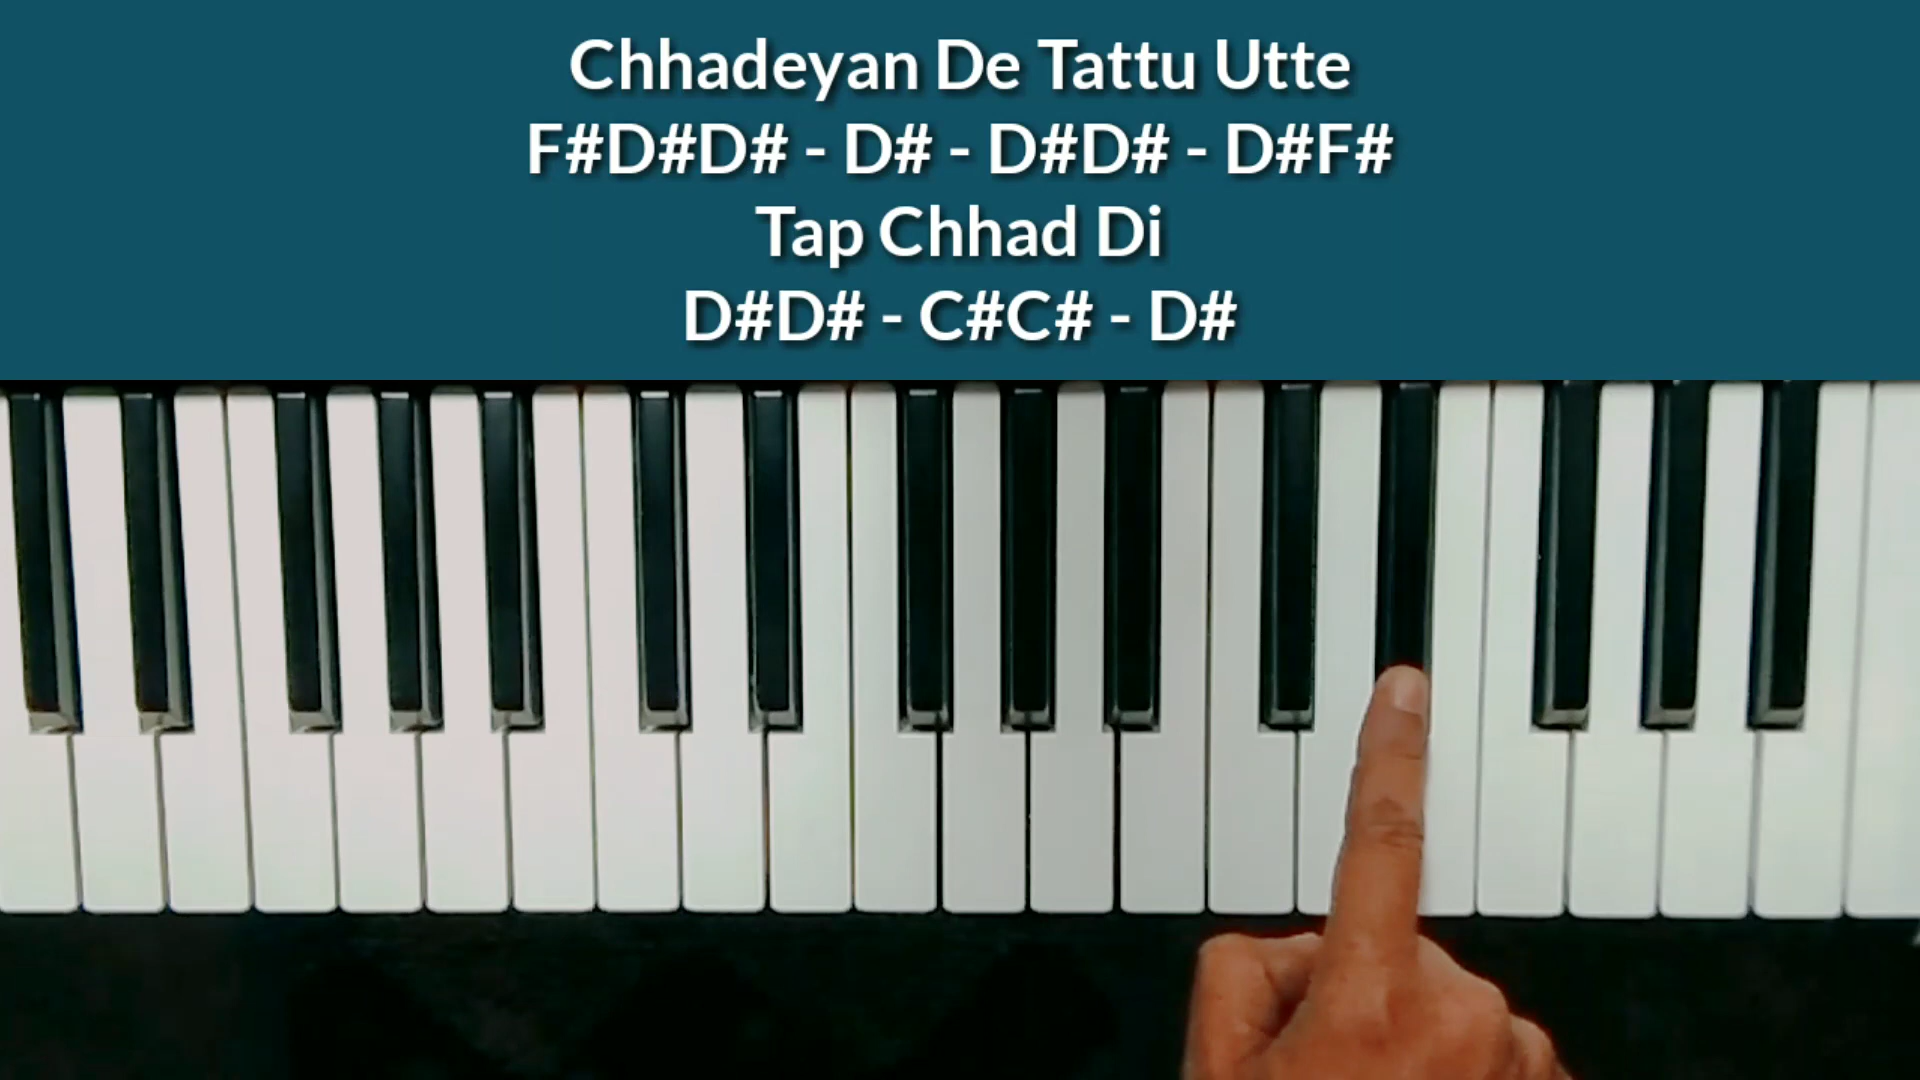 Chhadeyan De Tattu Utte
F#D#D# - D# - D#D# - D#F#
Tap Chhad Di
D#D# - C#C# - D#